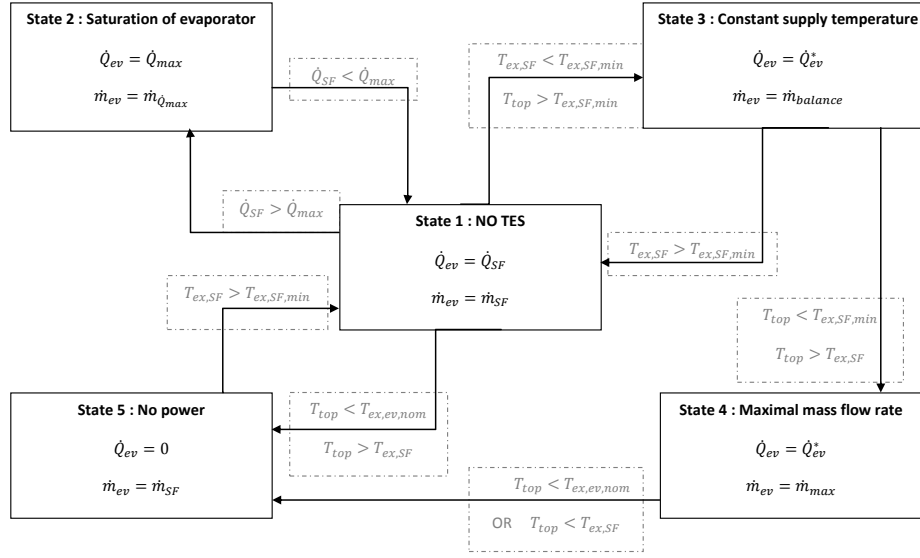 State 2 : Saturation of evaporator
Q̇_ev = Q̇_max
ṁ_ev = ṁ_Q̇max
Q̇_SF < Q̇_max
T_ex,SF < T_ex,SF,min
T_top > T_ex,SF,min
State 3 : Constant supply temperature
Q̇_ev = Q̇*_ev
ṁ_ev = ṁ_balance
Q̇_SF > Q̇_max
State 1 : NO TES
Q̇_ev = Q̇_SF
ṁ_ev = ṁ_SF
T_ex,SF > T_ex,SF,min
T_ex,SF > T_ex,SF,min
T_top < T_ex,SF,min
T_top > T_ex,SF
State 5 : No power
Q̇_ev = 0
ṁ_ev = ṁ_SF
T_top < T_ex,ev,nom
T_top > T_ex,SF
State 4 : Maximal mass flow rate
Q̇_ev = Q̇*_ev
ṁ_ev = ṁ_max
T_top < T_ex,ev,nom
OR T_top < T_ex,SF